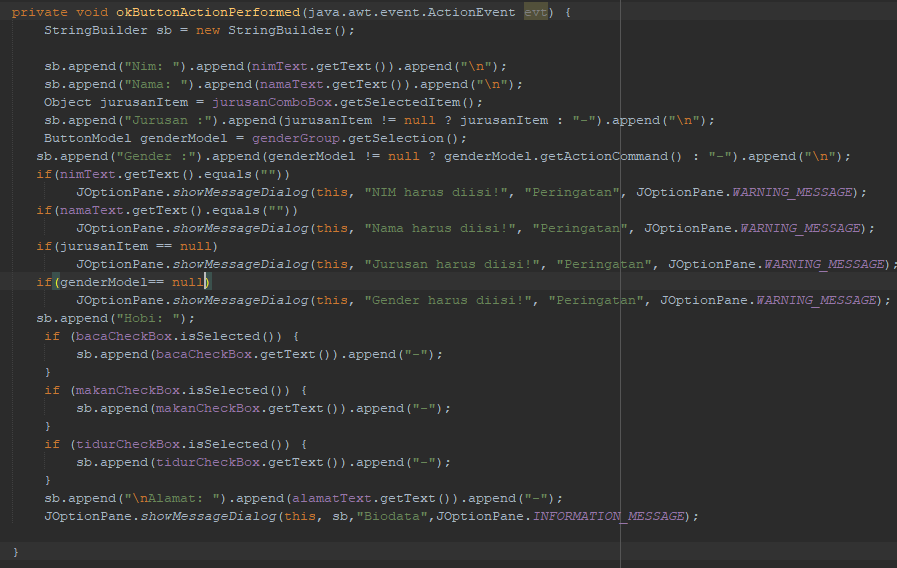 private void okButtonActionPerformed(java.awt.event.ActionEvent evt) {
StringBuilder sb = new StringBuilder();
sb.append("Nim: ").append(nimText.getText()).append("\n");
sb.append("Nama: ").append(namaText.getText()).append("\n");
Object jurusanItem = jurusanComboBox.getSelectedItem();
sb.append("Jurusan :").append(jurusanItem != null ? jurusanItem : "-").append("\n");
ButtonModel genderModel = genderGroup.getSelection();
sb.append("Gender :").append(genderModel != null ? genderModel.getActionCommand() : "-").append("\n");
if(nimText.getText().equals(""))
JOptionPane.showMessageDialog(this, "NIM harus diisi!", "Peringatan", JOptionPane.WARNING_MESSAGE);
if(namaText.getText().equals(""))
JOptionPane.showMessageDialog(this, "Nama harus diisi!", "Peringatan", JOptionPane.WARNING_MESSAGE);
if(jurusanItem == null)
JOptionPane.showMessageDialog(this, "Jurusan harus diisi!", "Peringatan", JOptionPane.WARNING_MESSAGE);
if(genderModel== null)
JOptionPane.showMessageDialog(this, "Gender harus diisi!", "Peringatan", JOptionPane.WARNING_MESSAGE);
sb.append("Hobi: ");
if (bacaCheckBox.isSelected()) {
sb.append(bacaCheckBox.getText()).append("-");
}
if (makanCheckBox.isSelected()) {
sb.append(makanCheckBox.getText()).append("-");
}
if (tidurCheckBox.isSelected()) {
sb.append(tidurCheckBox.getText()).append("-");
}
sb.append("\nAlamat: ").append(alamatText.getText()).append("-");
JOptionPane.showMessageDialog(this, sb,"Biodata",JOptionPane.INFORMATION_MESSAGE);
}